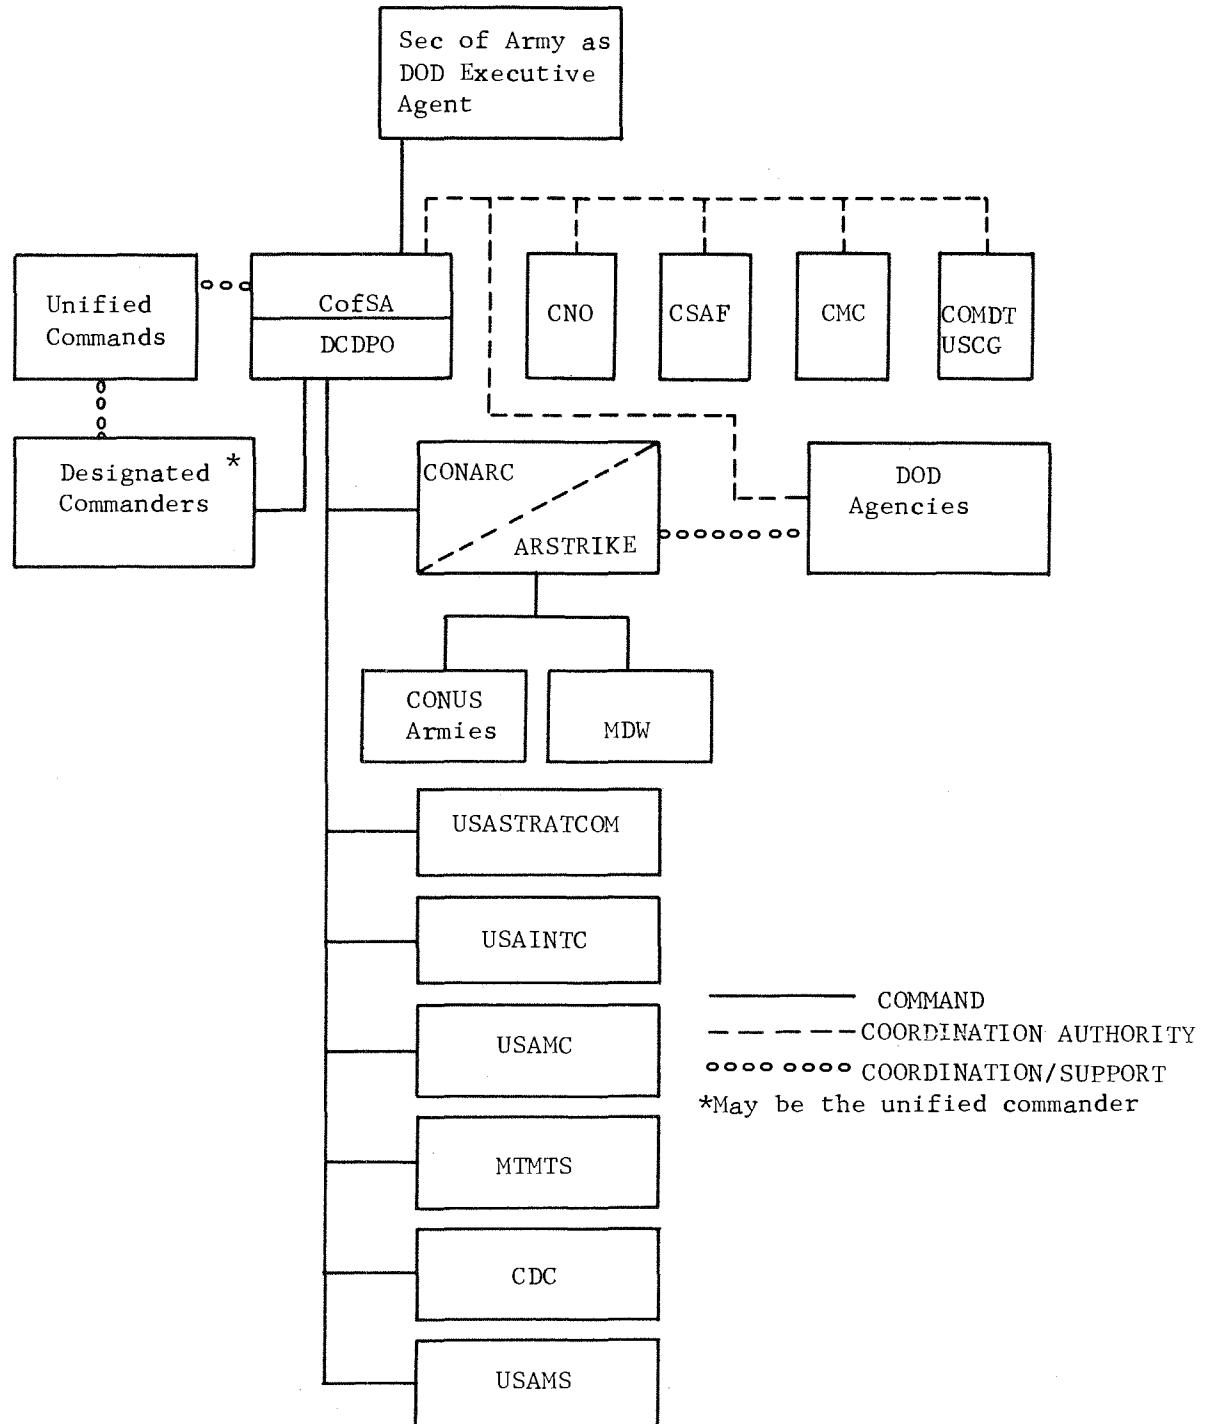 Sec of Army as
DOD Executive
Agent
Unified
Commands
CofSA
DCDPO
CNO
CSAF
CMC
COMDT
USCG
Designated *
Commanders
CONARC
ARSTRIKE
DOD
Agencies
CONUS
Armies
MDW
USASTRATCOM
USAINTC
USAMC
MTMTS
CDC
USAMS
COMMAND
COORDINATION AUTHORITY
COORDINATION/SUPPORT
*May be the unified commander